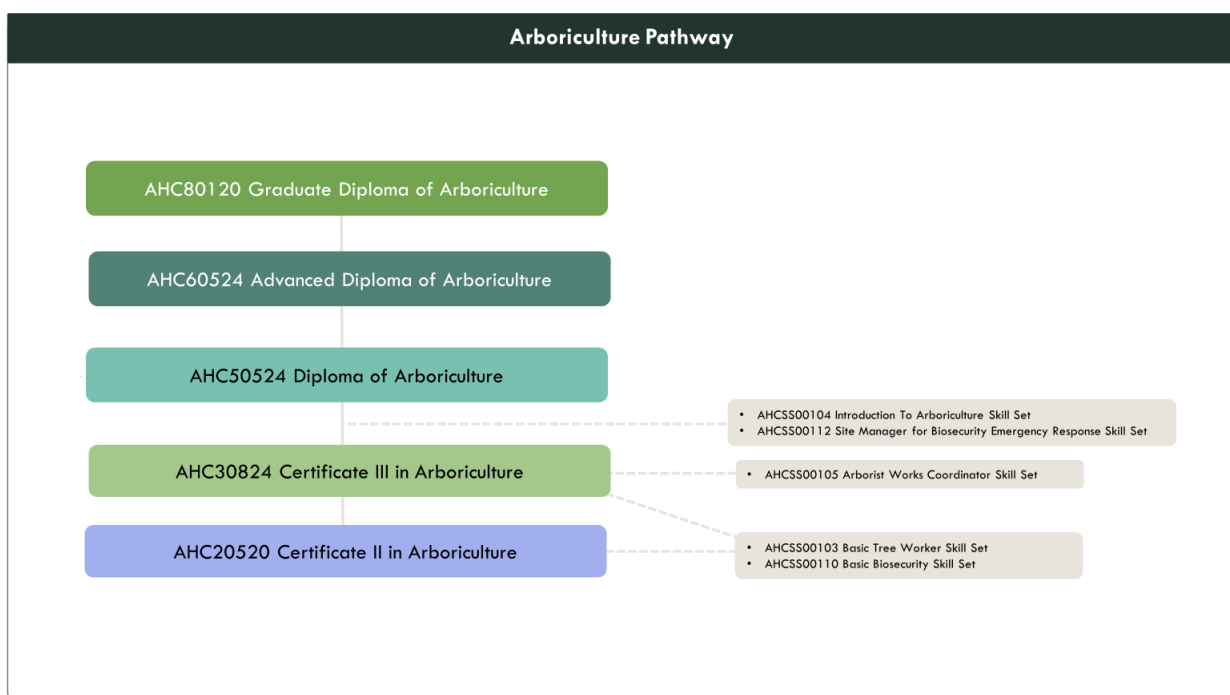 Arboriculture Pathway
AHC80120 Graduate Diploma of Arboriculture
AHC60524 Advanced Diploma of Arboriculture
AHC50524 Diploma of Arboriculture
• AHCSS00104 Introduction To Arboriculture Skill Set
• AHCSS00112 Site Manager for Biosecurity Emergency Response Skill Set
AHC30824 Certificate III in Arboriculture
• AHCSS00105 Arborist Works Coordinator Skill Set
AHC20520 Certificate II in Arboriculture
• AHCSS00103 Basic Tree Worker Skill Set
• AHCSS00110 Basic Biosecurity Skill Set